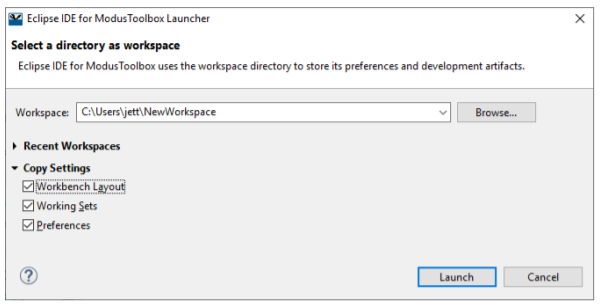 Eclipse IDE for ModusToolbox Launcher
Select a directory as workspace
Eclipse IDE for ModusToolbox uses the workspace directory to store its preferences and development artifacts.
Workspace: C:\Users\jett\NewWorkspace Browse...
Recent Workspaces
Copy Settings
Workbench Layout
Working Sets
Preferences
? Launch Cancel